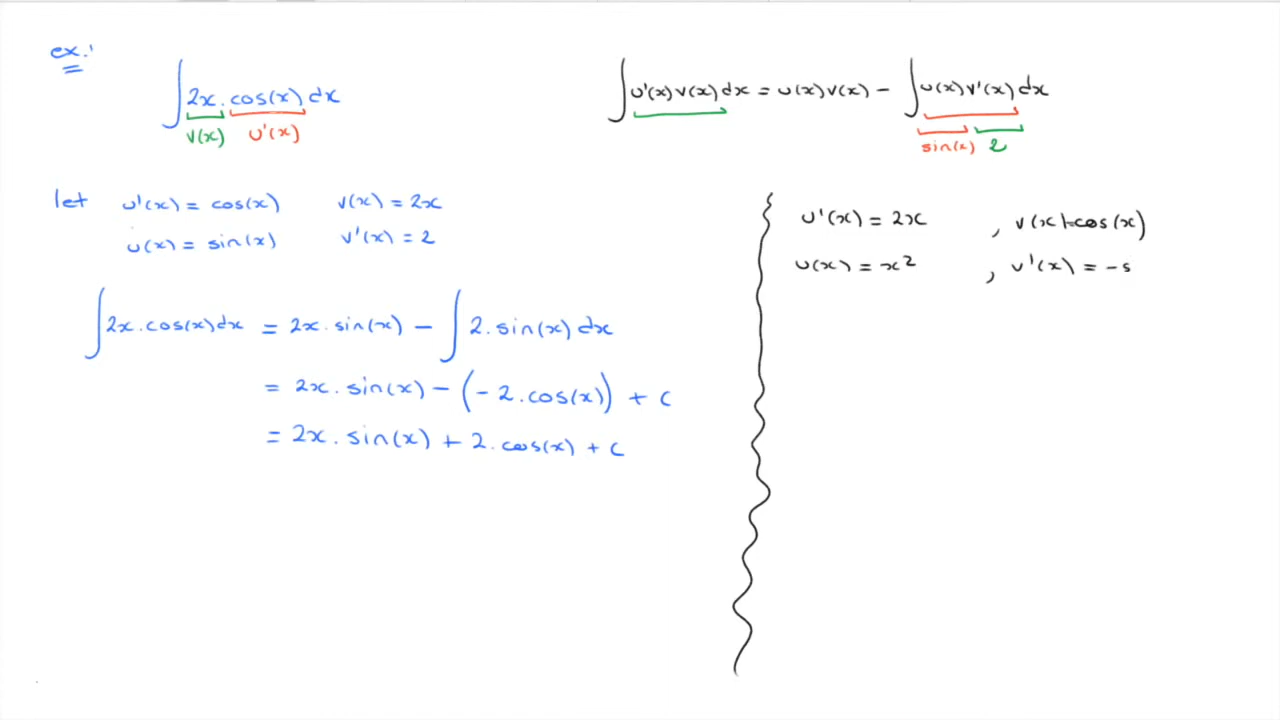 ex:
∫ 2x . cos(x) dx
v(x) u'(x)
∫ u'(x) v(x) dx = u(x) v(x) - ∫ u(x) v'(x) dx
sin(x) 2
let u'(x) = cos(x) v(x) = 2x
u(x) = sin(x) v'(x) = 2
∫ 2x . cos(x) dx = 2x . sin(x) - ∫ 2 . sin(x) dx
= 2x . sin(x) - (- 2 . cos(x)) + c
= 2x . sin(x) + 2 . cos(x) + c
u'(x) = 2x , v(x)=cos(x)
u(x) = x² , v'(x) = -s